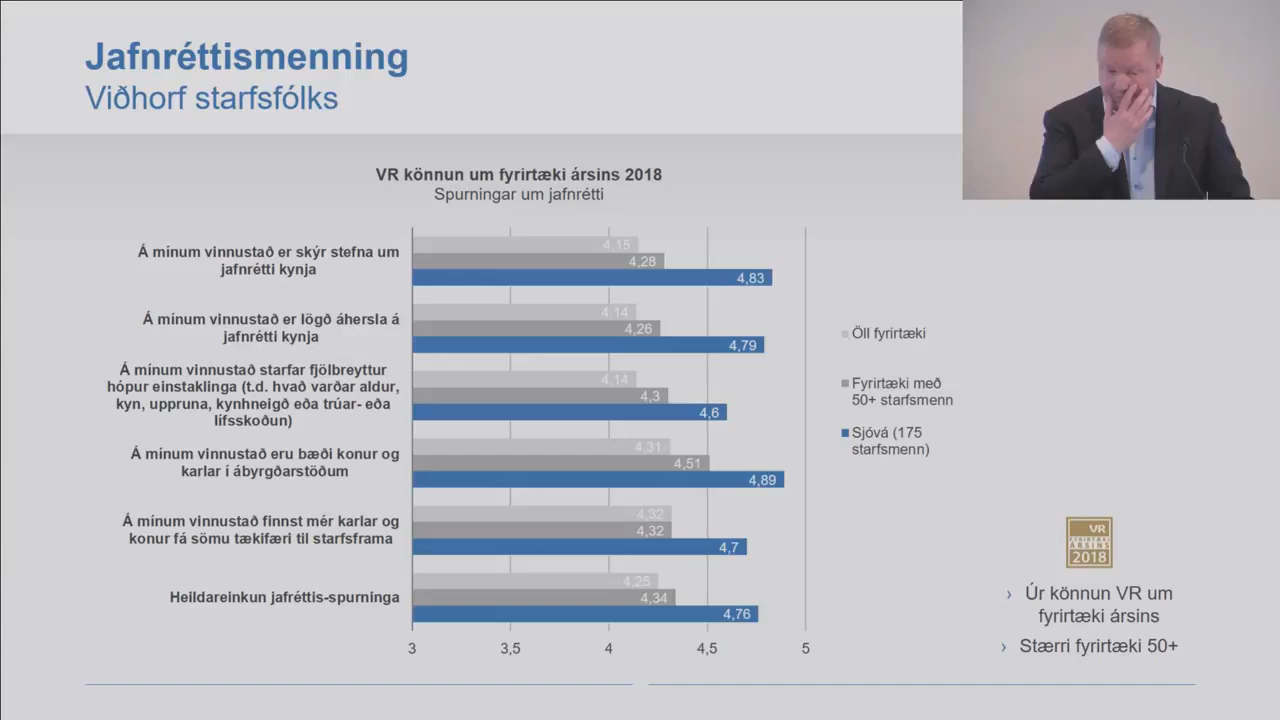 Jafnréttismenning
Viðhorf starfsfólks
VR könnun um fyrirtæki ársins 2018
Spurningar um jafnrétti
Á mínum vinnustað er skýr stefna um
jafnrétti kynja
4,15
4,28
4,83
Á mínum vinnustað er lögð áhersla á
jafnrétti kynja
4,14
4,26
4,79
Á mínum vinnustað starfar fjölbreyttur
hópur einstaklinga (t.d. hvað varðar aldur,
kyn, uppruna, kynhneigð eða trúar- eða
lífsskoðun)
4,14
4,3
4,6
Á mínum vinnustað eru bæði konur og
karlar í ábyrgðarstöðum
4,31
4,51
4,89
Á mínum vinnustað finnst mér karlar og
konur fá sömu tækifæri til starfsframa
4,32
4,32
4,7
Heildareinkun jafréttis-spurninga
4,25
4,34
4,76
3
3,5
4
4,5
5
Öll fyrirtæki
Fyrirtæki með
50+ starfsmenn
Sjóvá (175
starfsmenn)
VR
FYRIRTÆKI
ÁRSINS
2018
› Úr könnun VR um
fyrirtæki ársins
› Stærri fyrirtæki 50+